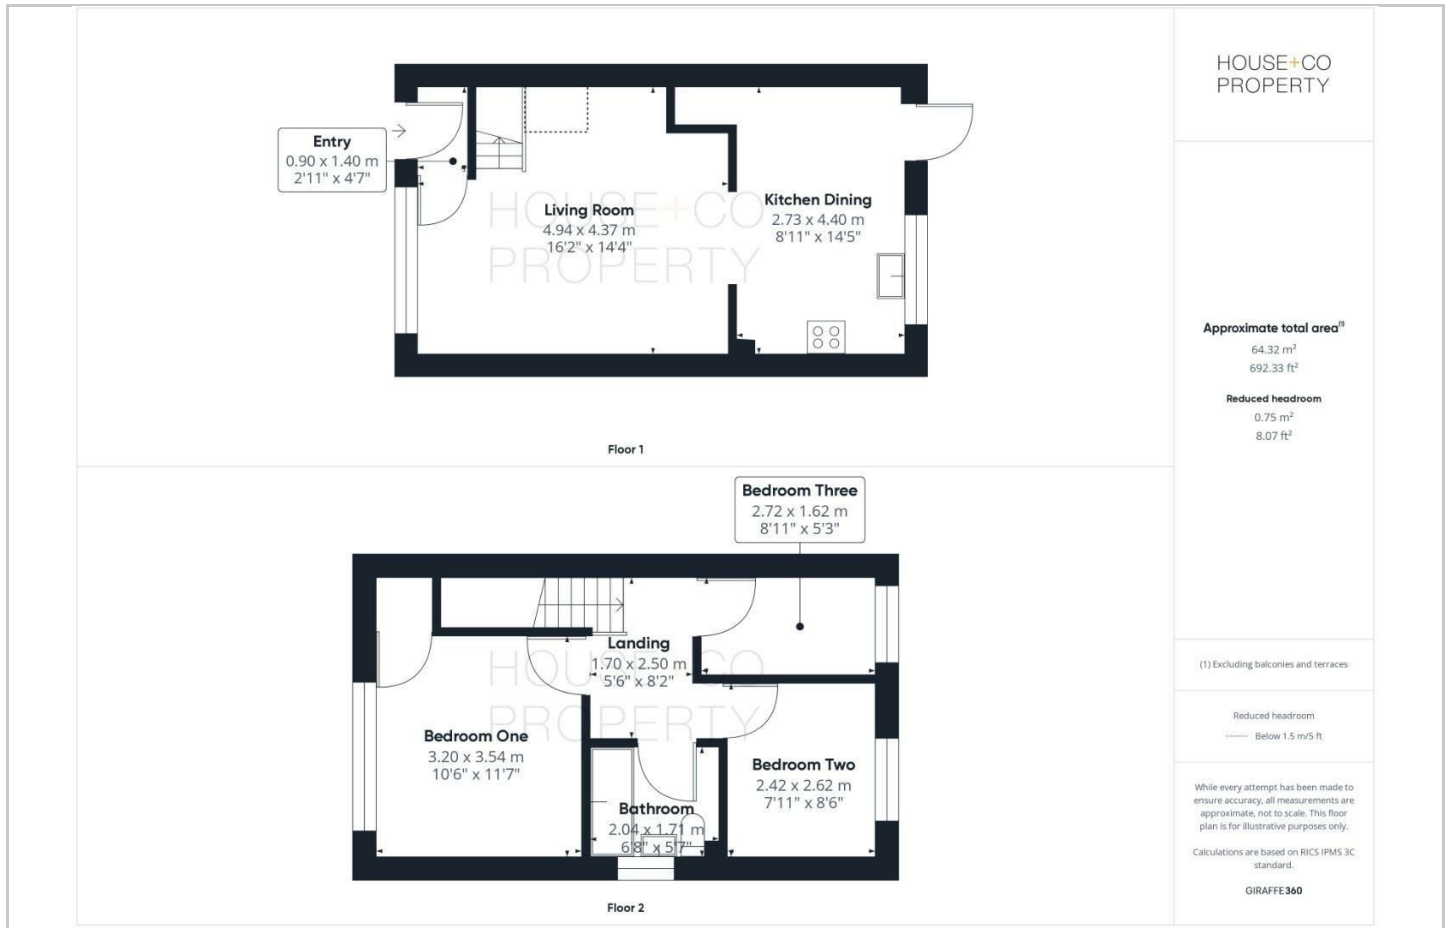 HOUSE+CO
PROPERTY
Entry
0.90 x 1.40 m
2'11" x 4'7"
HOUSE+CO
PROPERTY
Living Room
4.94 x 4.37 m
16'2" x 14'4"
Kitchen Dining
2.73 x 4.40 m
8'11" x 14'5"
Floor 1
Approximate total area(1)
64.32 m²
692.33 ft²
Reduced headroom
0.75 m²
8.07 ft²
Bedroom Three
2.72 x 1.62 m
8'11" x 5'3"
HOUSE+CO
PROPERTY
Landing
1.70 x 2.50 m
5'6" x 8'2"
Bedroom One
3.20 x 3.54 m
10'6" x 11'7"
Bedroom Two
2.42 x 2.62 m
7'11" x 8'6"
Bathroom
2.04 x 1.71 m
6'8" x 5'7"
Floor 2
(1) Excluding balconies and terraces
Reduced headroom
Below 1.5 m/5 ft
While every attempt has been made to
ensure accuracy, all measurements are
approximate, not to scale. This floor
plan is for illustrative purposes only.
Calculations are based on RICS IPMS 3C
standard.
GIRAFFE360